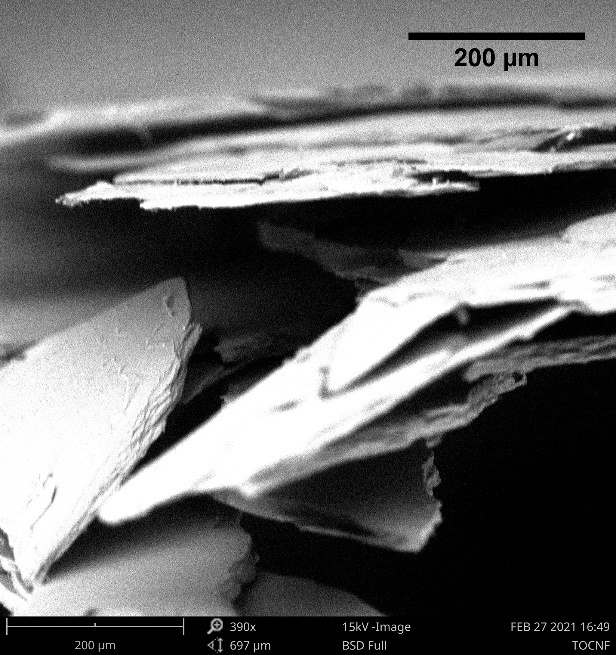 200 µm
390x 15kV -Image FEB 27 2021 16:49
200 µm 697 µm BSD Full TOCNF